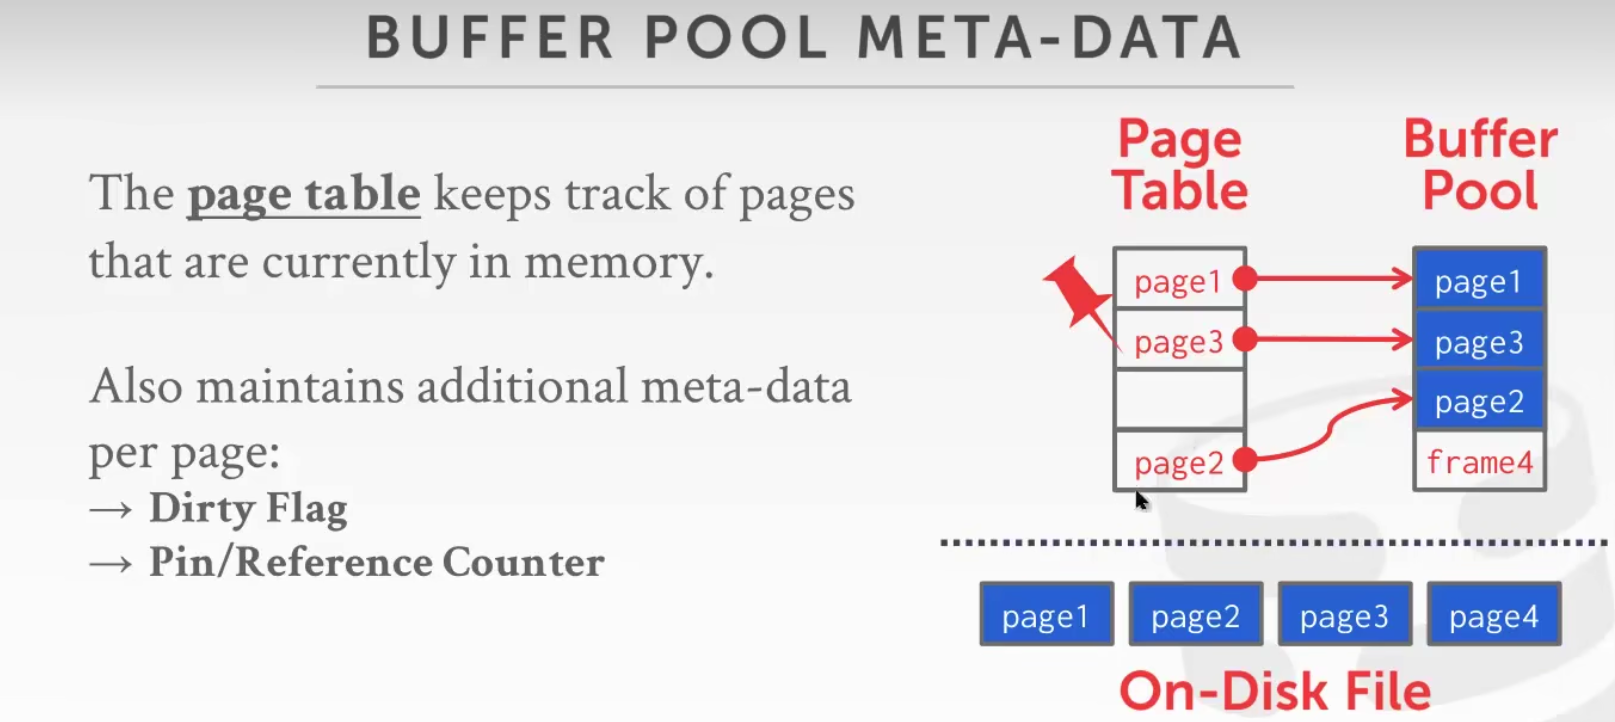 BUFFER POOL META-DATA
The page table keeps track of pages
that are currently in memory.
Also maintains additional meta-data
per page:
→ Dirty Flag
→ Pin/Reference Counter
Page
Table
page1
page3
page2
Buffer
Pool
page1
page3
page2
frame4
page1 page2 page3 page4
On-Disk File